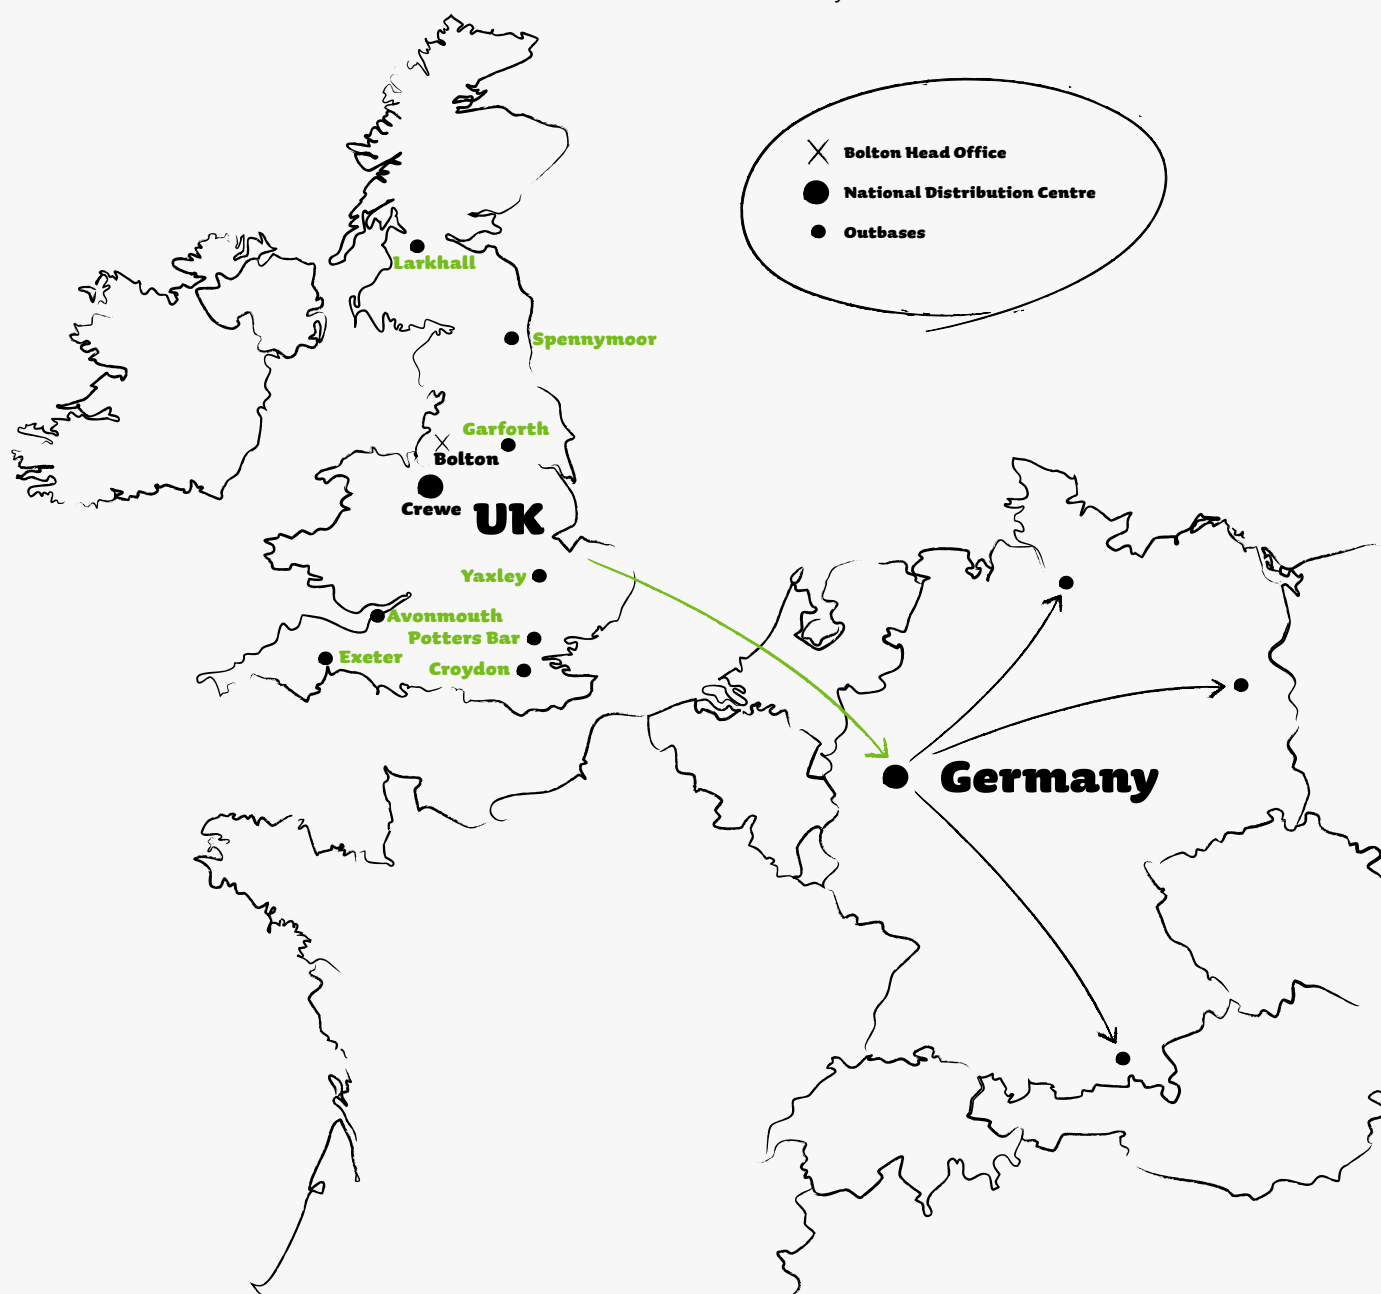 Bolton Head Office
National Distribution Centre
Outbases
Larkhall
Spennymoor
Garforth
Bolton
Crewe
UK
Yaxley
Avonmouth
Potters Bar
Exeter
Croydon
Germany